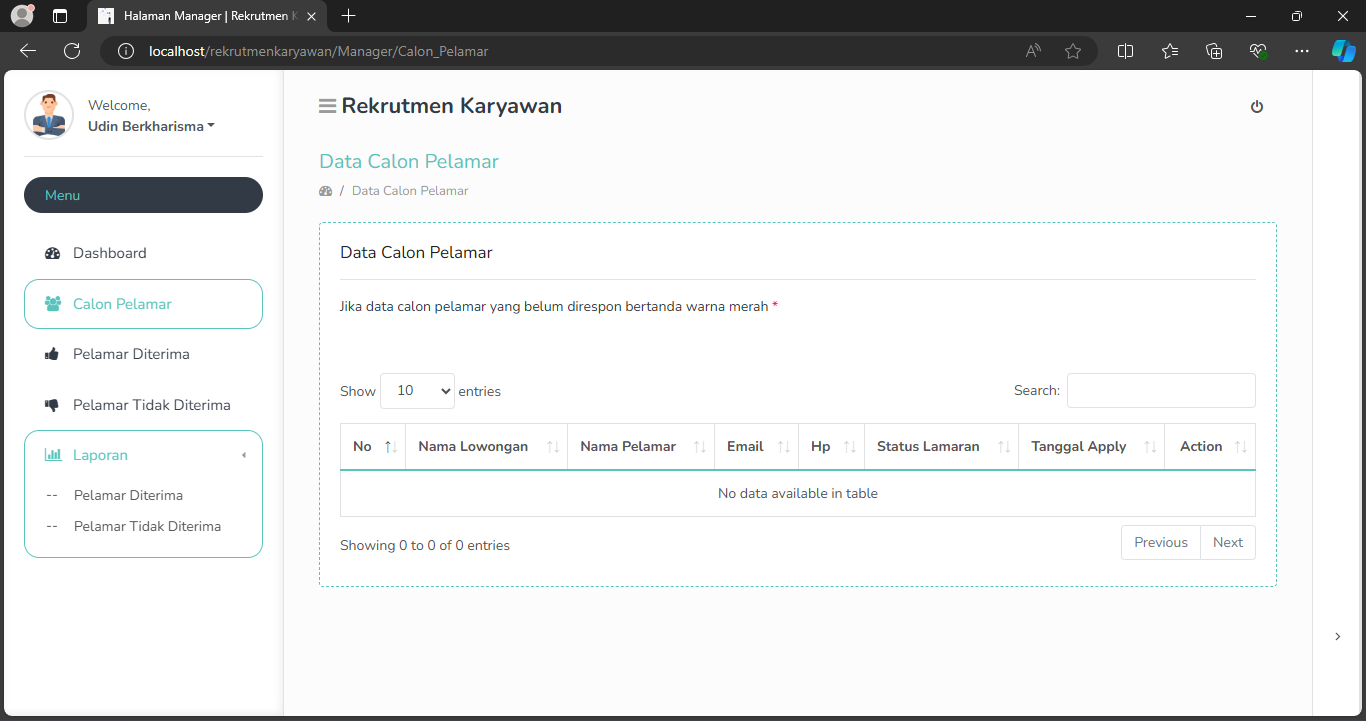 Halaman Manager | Rekrutmen K
localhost/rekrutmenkaryawan/Manager/Calon_Pelamar
Welcome,
Udin Berkharisma
Menu
Dashboard
Calon Pelamar
Pelamar Diterima
Pelamar Tidak Diterima
Laporan
-- Pelamar Diterima
-- Pelamar Tidak Diterima
Rekrutmen Karyawan
Data Calon Pelamar
/ Data Calon Pelamar
Data Calon Pelamar
Jika data calon pelamar yang belum direspon bertanda warna merah *
Show 10 entries Search:
No Nama Lowongan Nama Pelamar Email Hp Status Lamaran Tanggal Apply Action
No data available in table
Showing 0 to 0 of 0 entries Previous Next